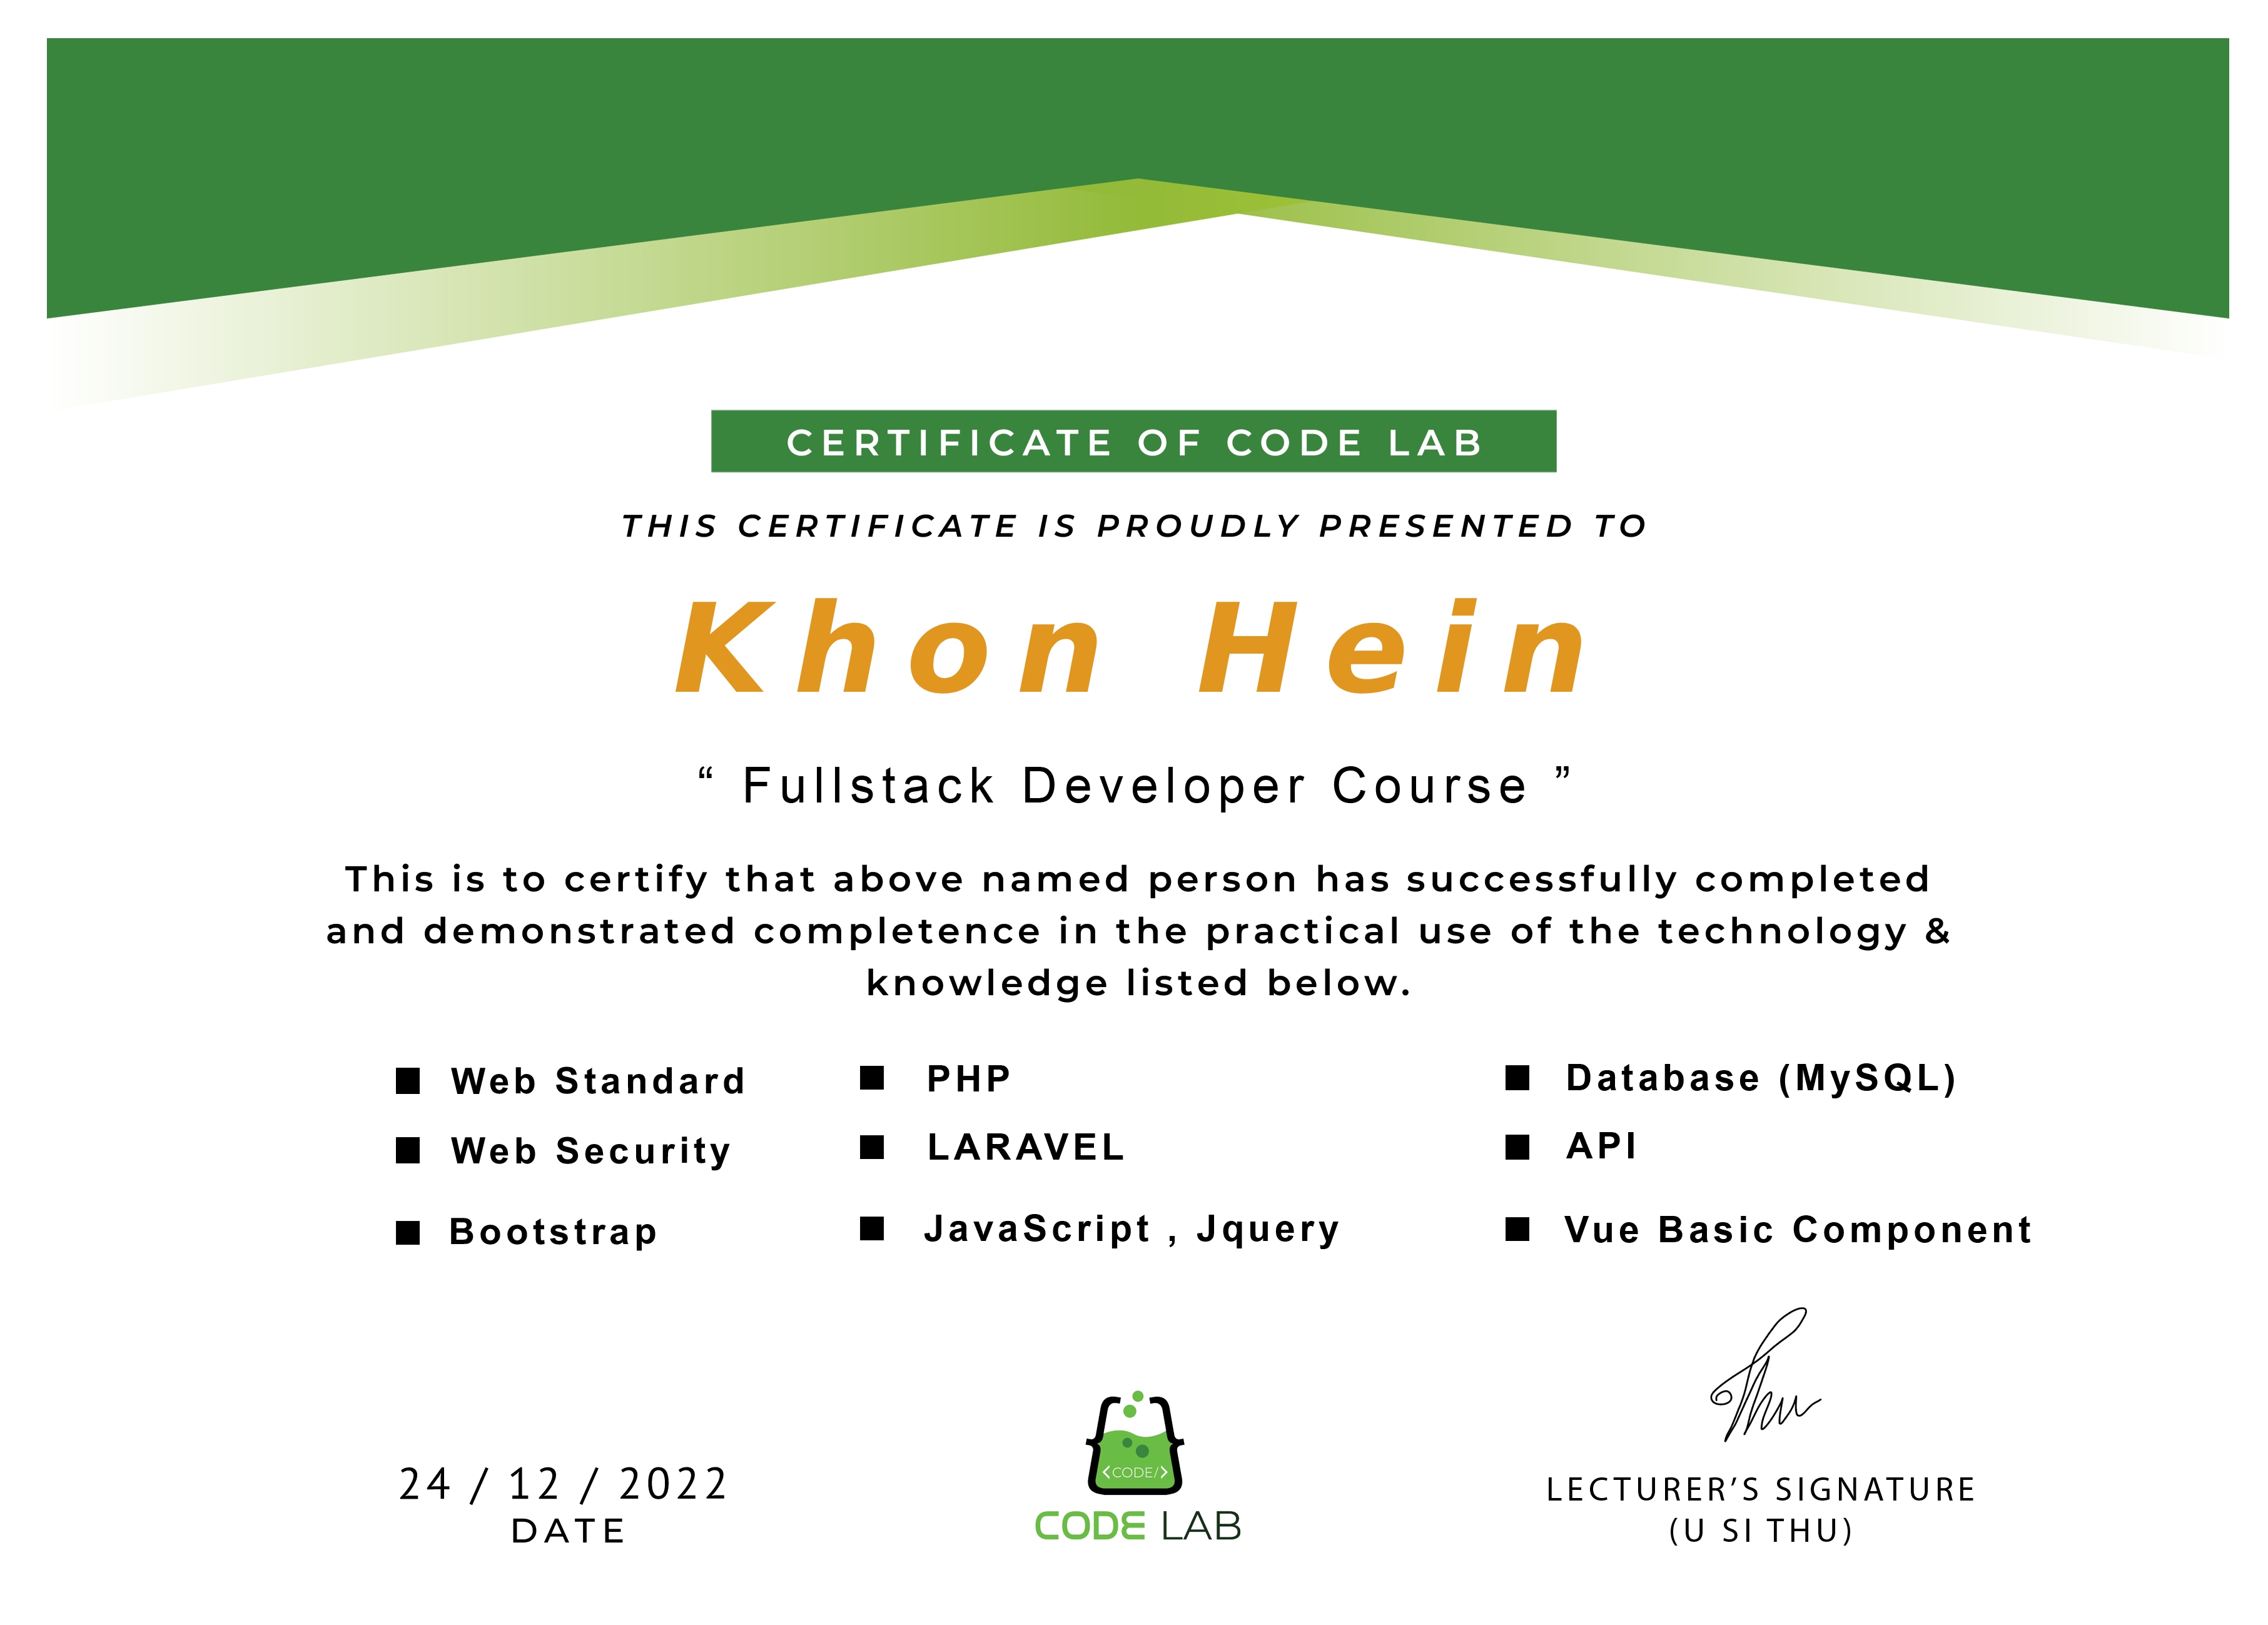 CERTIFICATE OF CODE LAB
THIS CERTIFICATE IS PROUDLY PRESENTED TO
Khon Hein
“ Fullstack Developer Course ”
This is to certify that above named person has successfully completed
and demonstrated completence in the practical use of the technology &
knowledge listed below.
Web Standard
Web Security
Bootstrap
PHP
LARAVEL
JavaScript , Jquery
Database (MySQL)
API
Vue Basic Component
24 / 12 / 2022
DATE
<CODE/>
CODE LAB
Thu
LECTURER’S SIGNATURE
(U SI THU)